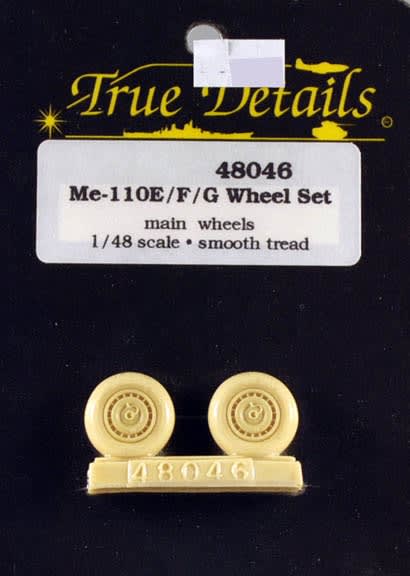 True Details
©
48046
Me-110E/F/G Wheel Set
main wheels
1/48 scale • smooth tread
48046